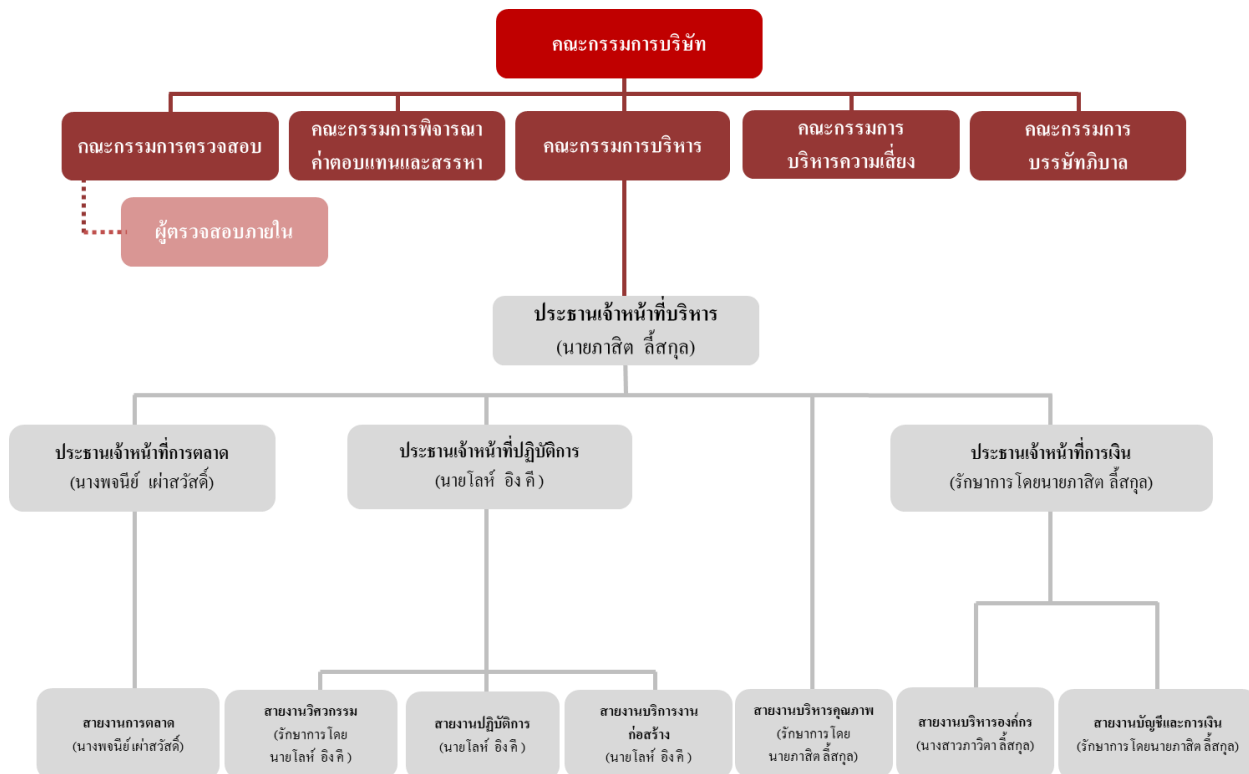 คณะกรรมการบริษัท
กณะกรรมการตรวจสอบ
คณะกรรมการพิจารณา
ค่าตอบแทนและสรรหา
คณะกรรมการบริหาร
คณะกรรมการ
บริหารความเสี่ยง
คณะกรรมการ
บรรษัทภิบาล
ผู้ตรวจสอบภายใน
ประธานเจ้าหน้าที่บริหาร
(นายภาสิต ลี้สกุล)
ประธานเจ้าหน้าที่การตลาด
(นางพจนีย์ เผ่าสวัสดิ์)
ประธานเจ้าหน้าที่ปฏิบัติการ
(นายโลห์ อิง คี)
ประธานเจ้าหน้าที่การเงิน
(รักษาการโดยนายภาสิต ลี้สกุล)
สายงานการตลาด
(นางพจนีย์ เผ่าสวัสดิ์)
สายงานวิศวกรรม
(รักษาการโดย
นายโลห์ อิง คี)
สายงานปฏิบัติการ
(นายโลห์ อิง คี)
สายงานบริการงาน
ก่อสร้าง
(นายโลห์ อิง คี)
สายงานบริหารคุณภาพ
(รักษาการโดย
นายภาสิต ลี้สกุล)
สายงานบริหารองค์กร
(นางสาวภาวิตา ลี้สกุล)
สายงานบัญชีและการเงิน
(รักษาการโดยนายภาสิต ลี้สกุล)